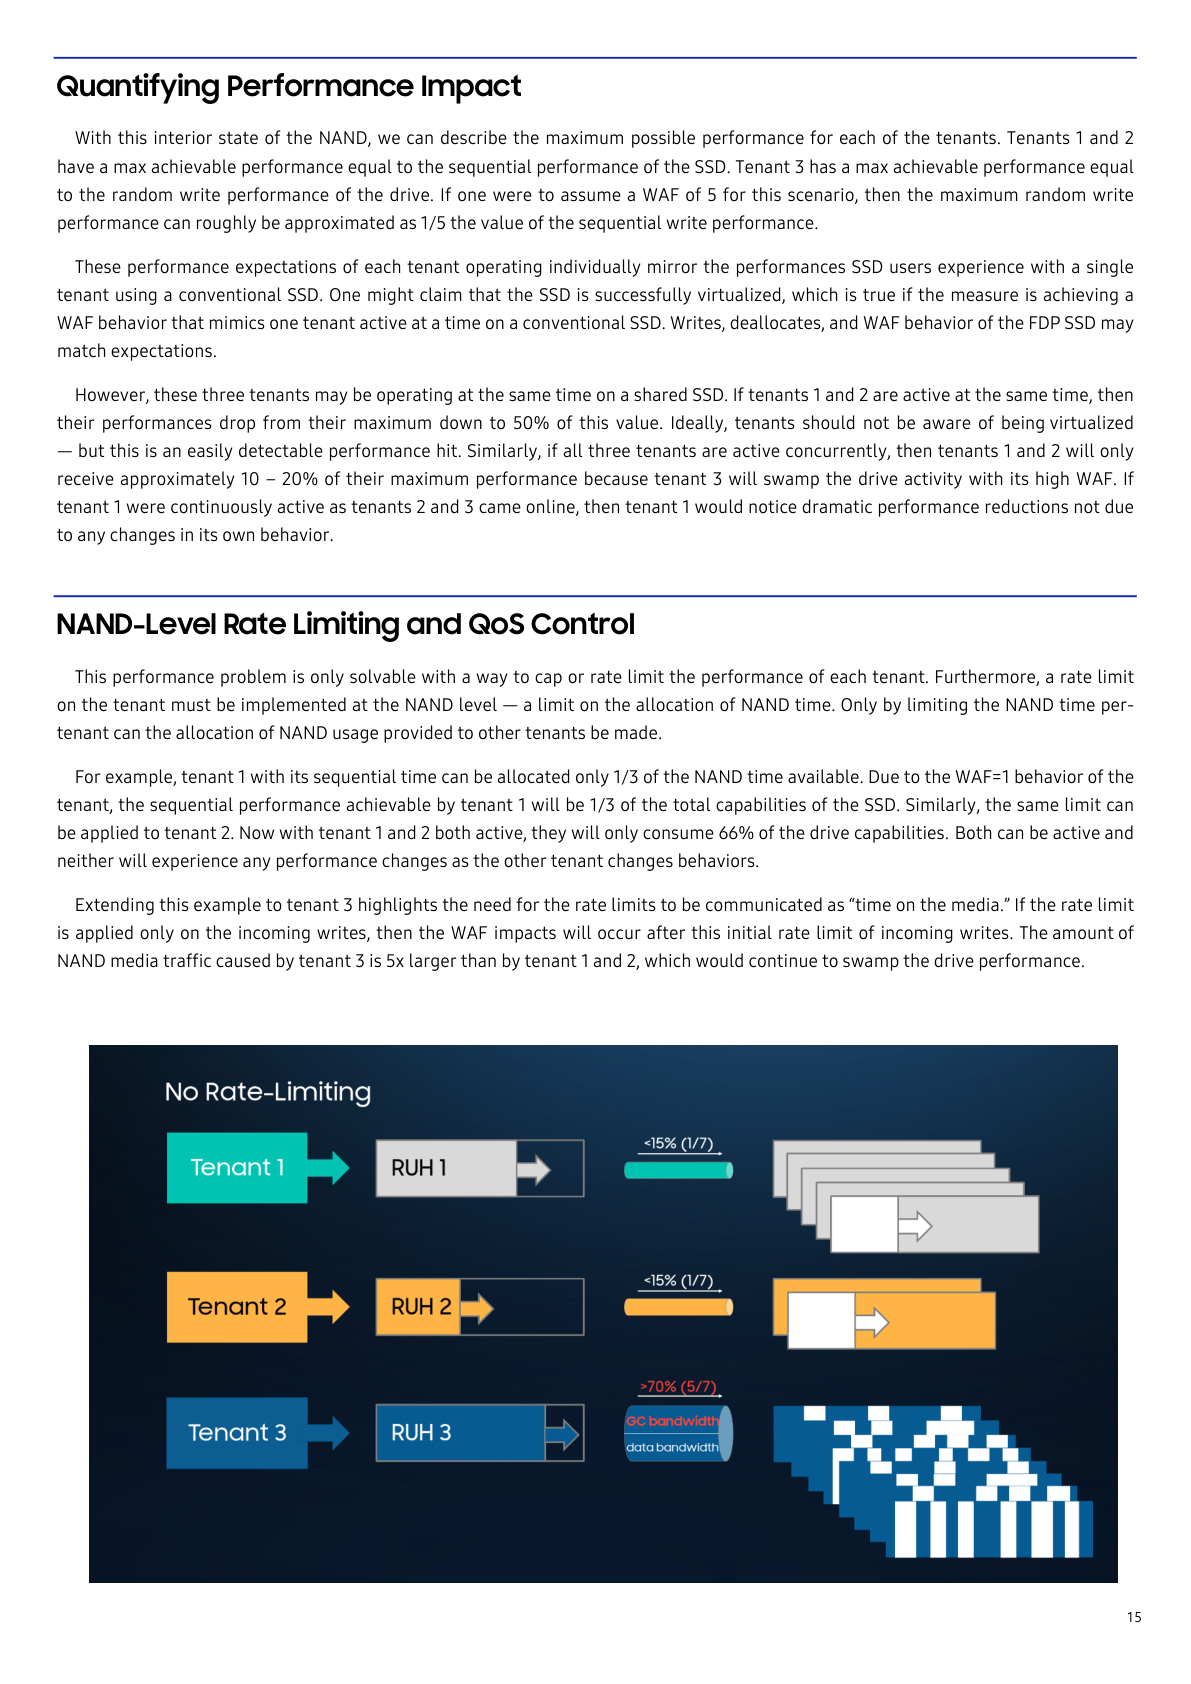 Quantifying Performance Impact
With this interior state of the NAND, we can describe the maximum possible performance for each of the tenants. Tenants 1 and 2
have a max achievable performance equal to the sequential performance of the SSD. Tenant 3 has a max achievable performance equal
to the random write performance of the drive. If one were to assume a WAF of 5 for this scenario, then the maximum random write
performance can roughly be approximated as 1/5 the value of the sequential write performance.
These performance expectations of each tenant operating individually mirror the performances SSD users experience with a single
tenant using a conventional SSD. One might claim that the SSD is successfully virtualized, which is true if the measure is achieving a
WAF behavior that mimics one tenant active at a time on a conventional SSD. Writes, deallocates, and WAF behavior of the FDP SSD may
match expectations.
However, these three tenants may be operating at the same time on a shared SSD. If tenants 1 and 2 are active at the same time, then
their performances drop from their maximum down to 50% of this value. Ideally, tenants should not be aware of being virtualized
— but this is an easily detectable performance hit. Similarly, if all three tenants are active concurrently, then tenants 1 and 2 will only
receive approximately 10 – 20% of their maximum performance because tenant 3 will swamp the drive activity with its high WAF. If
tenant 1 were continuously active as tenants 2 and 3 came online, then tenant 1 would notice dramatic performance reductions not due
to any changes in its own behavior.
NAND-Level Rate Limiting and QoS Control
This performance problem is only solvable with a way to cap or rate limit the performance of each tenant. Furthermore, a rate limit
on the tenant must be implemented at the NAND level — a limit on the allocation of NAND time. Only by limiting the NAND time per-
tenant can the allocation of NAND usage provided to other tenants be made.
For example, tenant 1 with its sequential time can be allocated only 1/3 of the NAND time available. Due to the WAF=1 behavior of the
tenant, the sequential performance achievable by tenant 1 will be 1/3 of the total capabilities of the SSD. Similarly, the same limit can
be applied to tenant 2. Now with tenant 1 and 2 both active, they will only consume 66% of the drive capabilities. Both can be active and
neither will experience any performance changes as the other tenant changes behaviors.
Extending this example to tenant 3 highlights the need for the rate limits to be communicated as “time on the media.” If the rate limit
is applied only on the incoming writes, then the WAF impacts will occur after this initial rate limit of incoming writes. The amount of
NAND media traffic caused by tenant 3 is 5x larger than by tenant 1 and 2, which would continue to swamp the drive performance.
No Rate-Limiting
Tenant 1
RUH 1
<15% (1/7)
Tenant 2
RUH 2
<15% (1/7)
Tenant 3
RUH 3
>70% (5/7)
GC bandwidth
data bandwidth
15